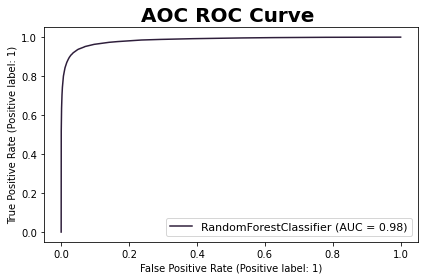 AOC ROC Curve
True Positive Rate (Positive label: 1)
1.0
0.8
0.6
0.4
0.2
0.0
RandomForestClassifier (AUC = 0.98)
0.0 0.2 0.4 0.6 0.8 1.0
False Positive Rate (Positive label: 1)